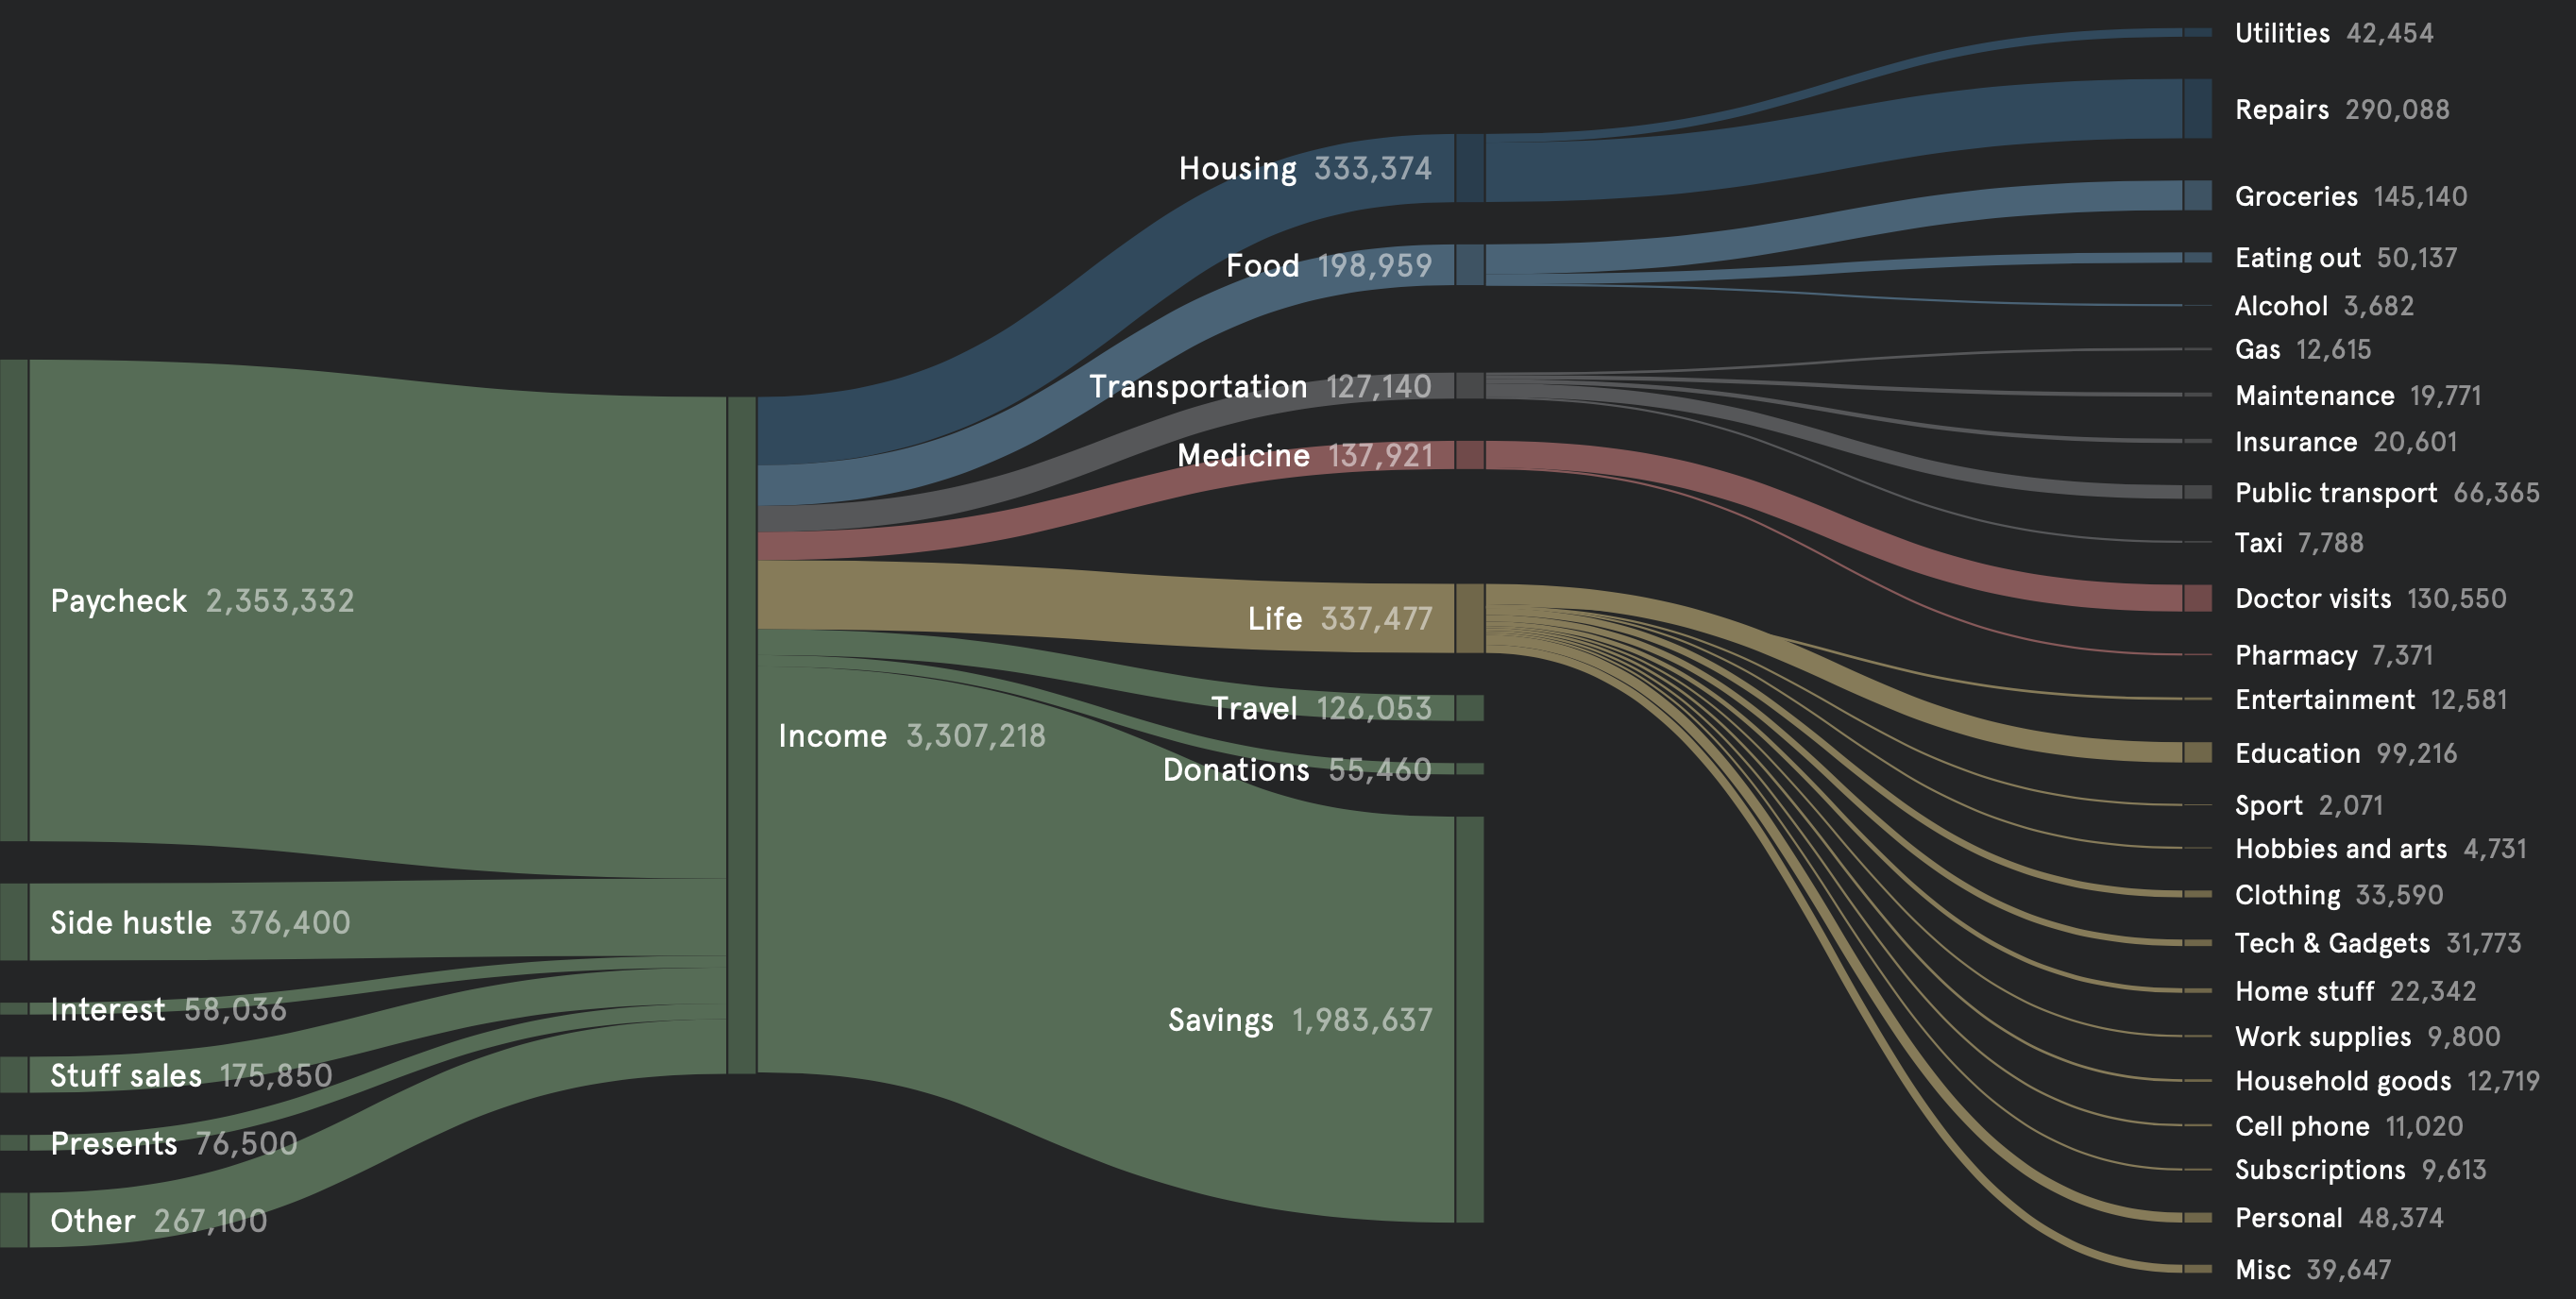 Paycheck 2,353,332
Side hustle 376,400
Interest 58,036
Stuff sales 175,850
Presents 76,500
Other 267,100
Income 3,307,218
Housing 333,374
Food 198,959
Transportation 127,140
Medicine 137,921
Life 337,477
Travel 126,053
Donations 55,460
Savings 1,983,637
Utilities 42,454
Repairs 290,088
Groceries 145,140
Eating out 50,137
Alcohol 3,682
Gas 12,615
Maintenance 19,771
Insurance 20,601
Public transport 66,365
Taxi 7,788
Doctor visits 130,550
Pharmacy 7,371
Entertainment 12,581
Education 99,216
Sport 2,071
Hobbies and arts 4,731
Clothing 33,590
Tech & Gadgets 31,773
Home stuff 22,342
Work supplies 9,800
Household goods 12,719
Cell phone 11,020
Subscriptions 9,613
Personal 48,374
Misc 39,647